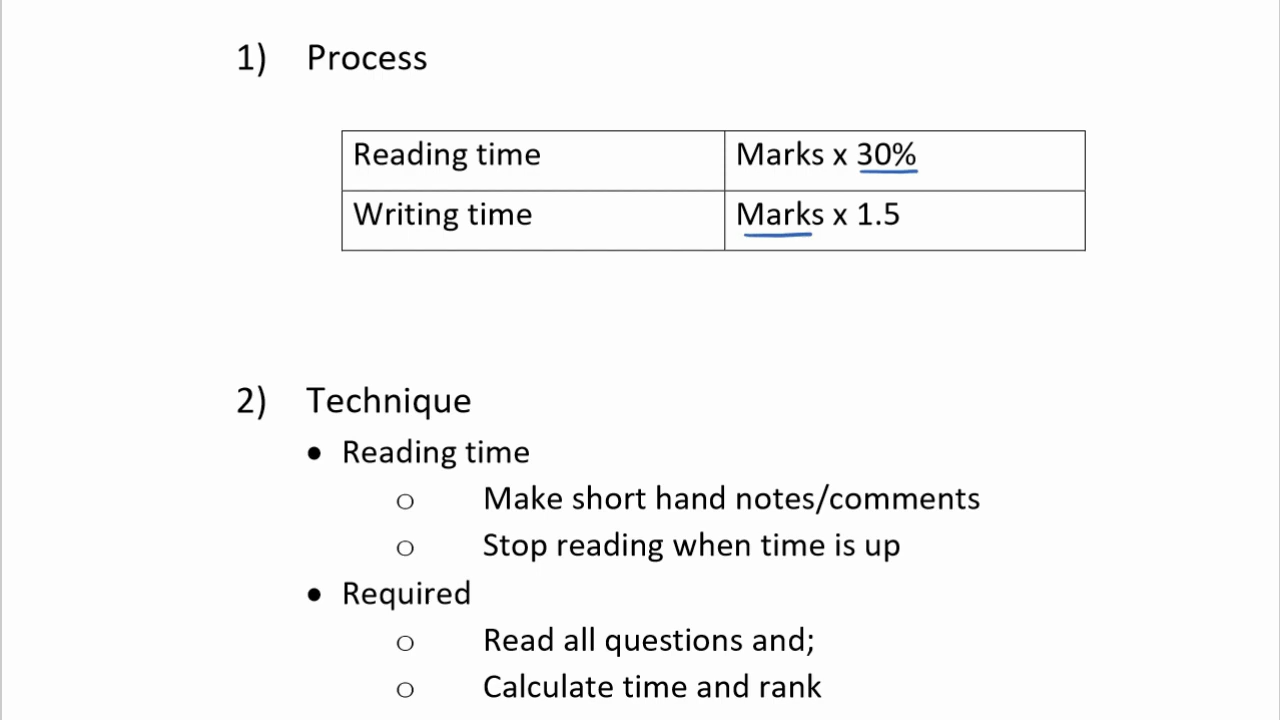 1) Process
Reading time Marks x 30%
Writing time Marks x 1.5
2) Technique
• Reading time
o Make short hand notes/comments
o Stop reading when time is up
• Required
o Read all questions and;
o Calculate time and rank